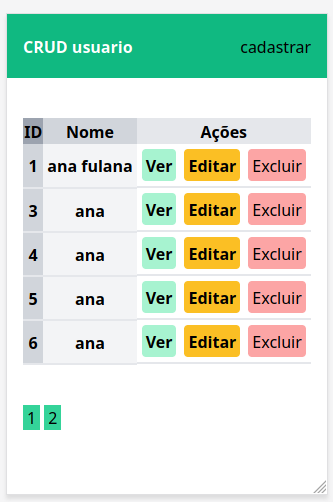 CRUD usuario cadastrar
ID Nome Ações
1 ana fulana Ver Editar Excluir
3 ana Ver Editar Excluir
4 ana Ver Editar Excluir
5 ana Ver Editar Excluir
6 ana Ver Editar Excluir
1 2